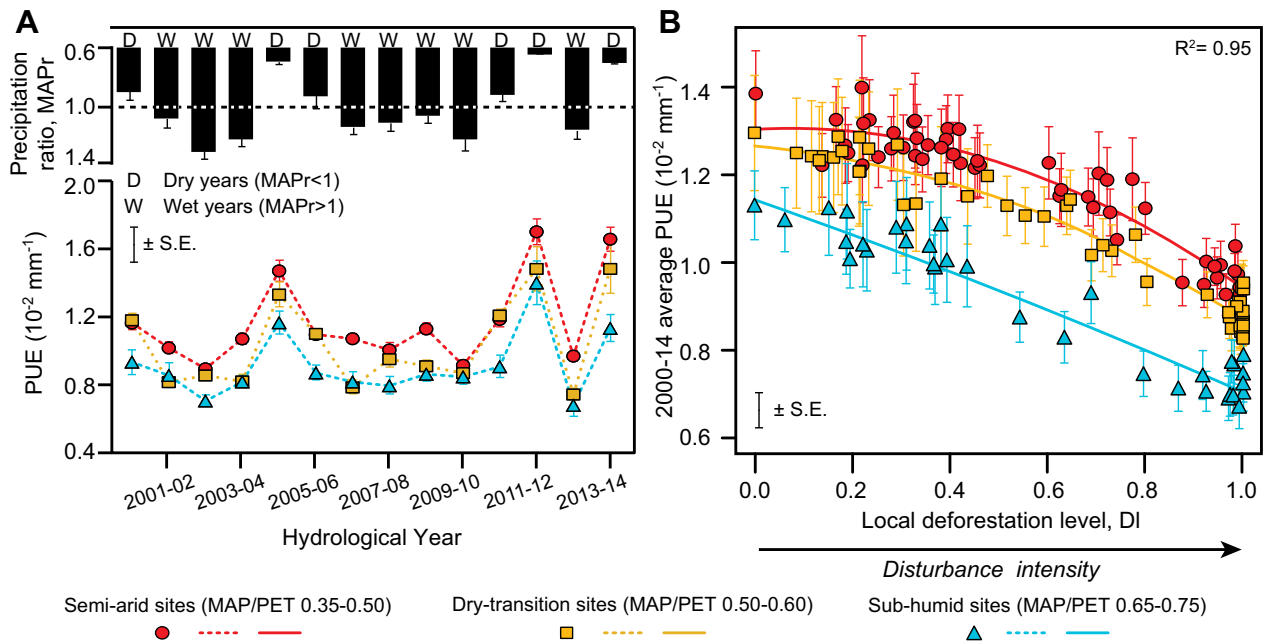 A
Precipitation
ratio, MAPr
0.6
1.0
1.4
D W W W D D W W W W D D W D
D Dry years (MAPr<1)
W Wet years (MAPr>1)
± S.E.
PUE (10⁻² mm⁻¹)
2.0
1.6
1.2
0.8
0.4
2001-02 2003-04 2005-06 2007-08 2009-10 2011-12 2013-14
Hydrological Year
B
R²= 0.95
2000-14 average PUE (10⁻² mm⁻¹)
1.4
1.2
1.0
0.8
0.6
± S.E.
0.0 0.2 0.4 0.6 0.8 1.0
Local deforestation level, DI
Disturbance intensity
Semi-arid sites (MAP/PET 0.35-0.50)
Dry-transition sites (MAP/PET 0.50-0.60)
Sub-humid sites (MAP/PET 0.65-0.75)